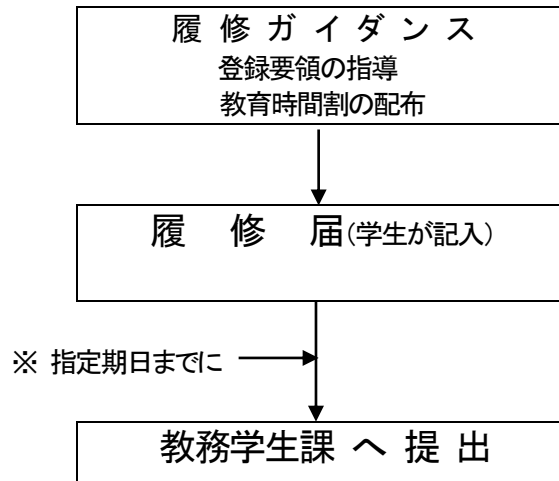 履 修 ガ イ ダ ン ス
登録要領の指導
教育時間割の配布
履 修 届(学生が記入)
※ 指定期日までに
教務学生課 へ 提 出